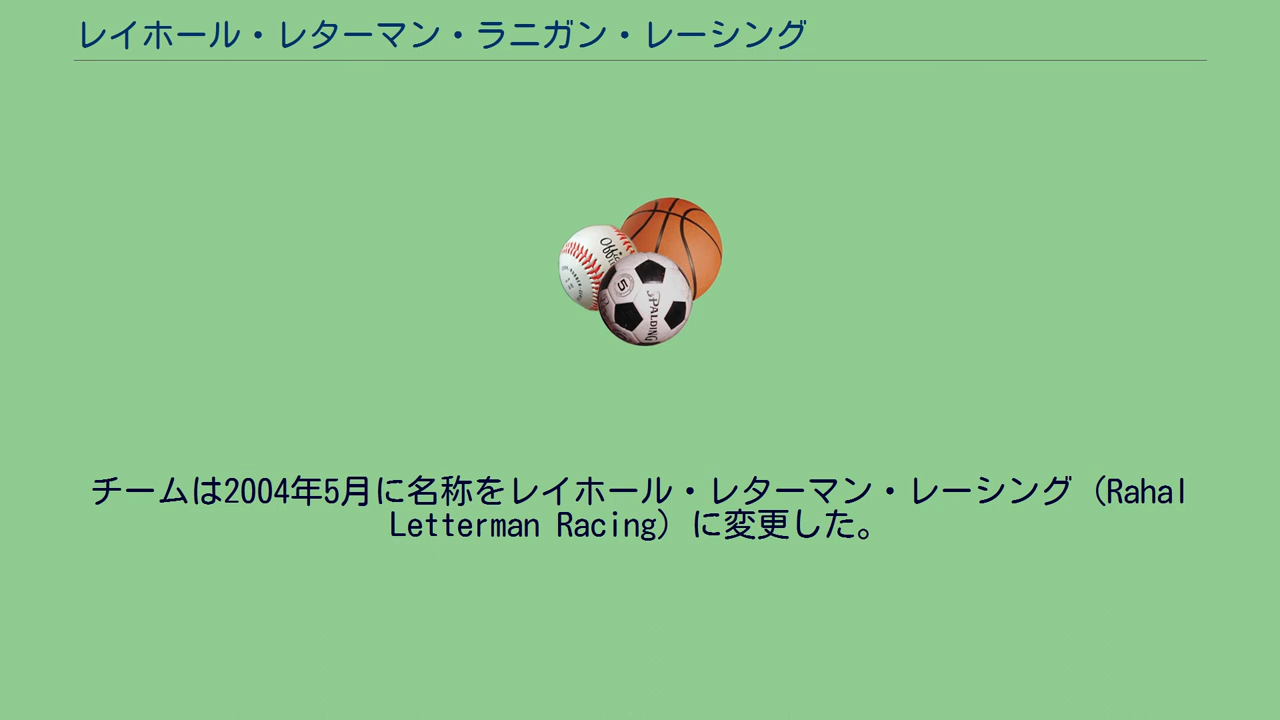 レイホール・レターマン・ラニガン・レーシング
Offic
5
SPALDING
チームは2004年5月に名称をレイホール・レターマン・レーシング（Rahal
Letterman Racing）に変更した。